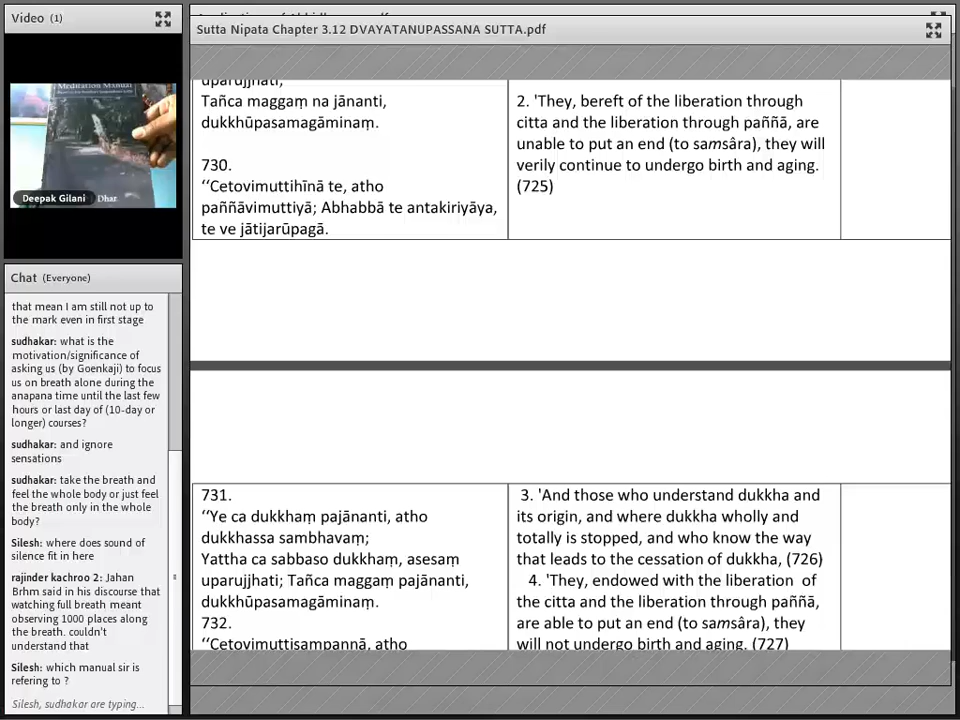 Video (1)
Meditation Manual
Deepak Gilani
Dhar
Chat (Everyone)
that mean I am still not up to
the mark even in first stage
sudhakar: what is the
motivation/significance of
asking us (by Goenkaji) to focus
us on breath alone during the
anapana time until the last few
hours or last day of (10-day or
longer) courses?
sudhakar: and ignore
sensations
sudhakar: take the breath and
feel the whole body or just feel
the breath only in the whole
body?
Silesh: where does sound of
silence fit in here
rajinder kachroo 2: Jahan
Brhm said in his discourse that
watching full breath meant
observing 1000 places along
the breath. couldn't
understand that
Silesh: which manual sir is
refering to ?
Silesh, sudhakar are typing...
Sutta Nipata Chapter 3.12 DVAYATANUPASSANA SUTTA.pdf
uparujjhati;
Tañca maggaṃ na jānanti,
dukkhūpasamagāminaṃ.
730.
‘‘Cetovimuttihīnā te, atho
paññāvimuttiyā; Abhabbā te antakiriyāya,
te ve jātijarūpagā.
2. 'They, bereft of the liberation through
citta and the liberation through paññā, are
unable to put an end (to samsâra), they will
verily continue to undergo birth and aging.
(725)
731.
‘‘Ye ca dukkhaṃ pajānanti, atho
dukkhassa sambhavaṃ;
Yattha ca sabbaso dukkhaṃ, asesaṃ
uparujjhati; Tañca maggaṃ pajānanti,
dukkhūpasamagāminaṃ.
732.
‘‘Cetovimuttisampannā, atho
3. 'And those who understand dukkha and
its origin, and where dukkha wholly and
totally is stopped, and who know the way
that leads to the cessation of dukkha, (726)
4. 'They, endowed with the liberation of
the citta and the liberation through paññā,
are able to put an end (to samsâra), they
will not undergo birth and aging. (727)